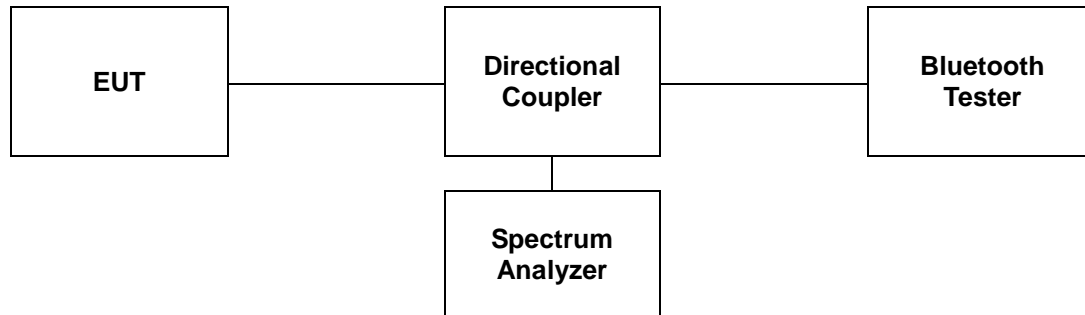 EUT
Directional
Coupler
Bluetooth
Tester
Spectrum
Analyzer